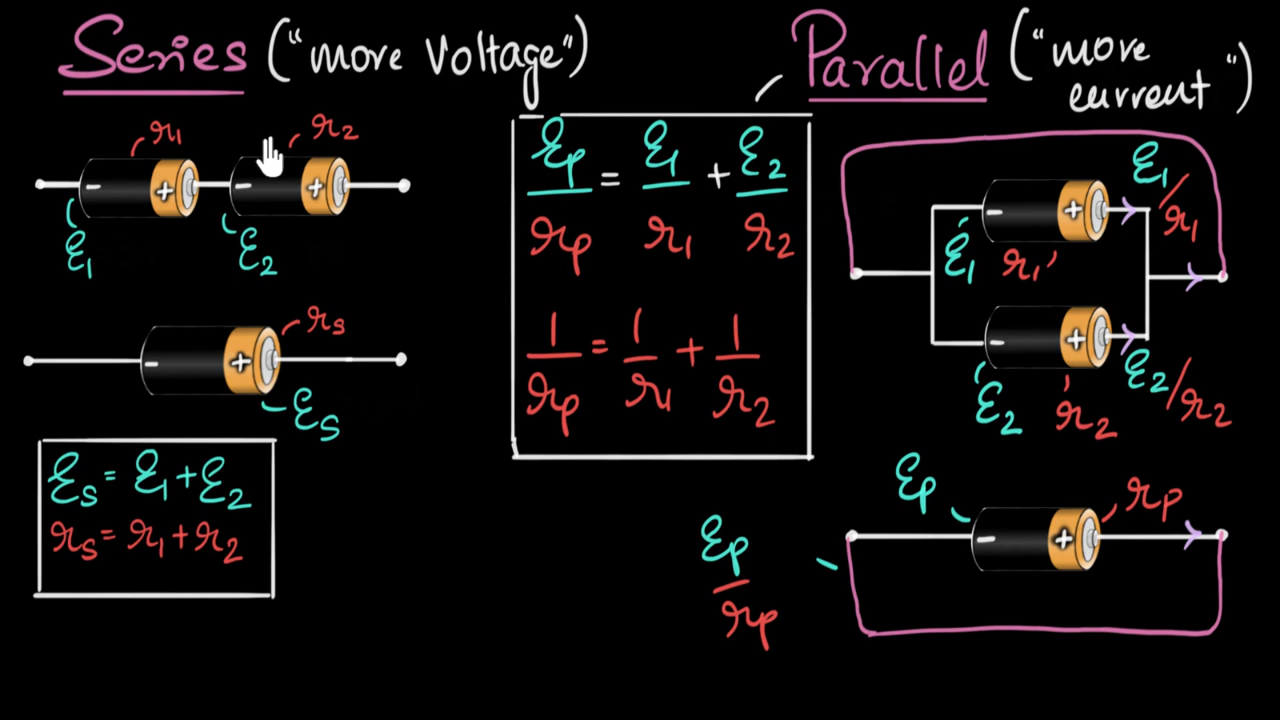 Series ("more Voltage")
r₁ r₂
- + - +
ℰ₁ ℰ₂
rₛ
- +
ℰₛ
ℰₛ = ℰ₁ + ℰ₂
rₛ = r₁ + r₂
ℰₚ/rₚ = ℰ₁/r₁ + ℰ₂/r₂
1/rₚ = 1/r₁ + 1/r₂
Parallel ("more current")
ℰ₁/r₁
- +
ℰ₁ r₁
- +
ℰ₂/r₂
ℰ₂ r₂
ℰₚ rₚ
- +
ℰₚ/rₚ